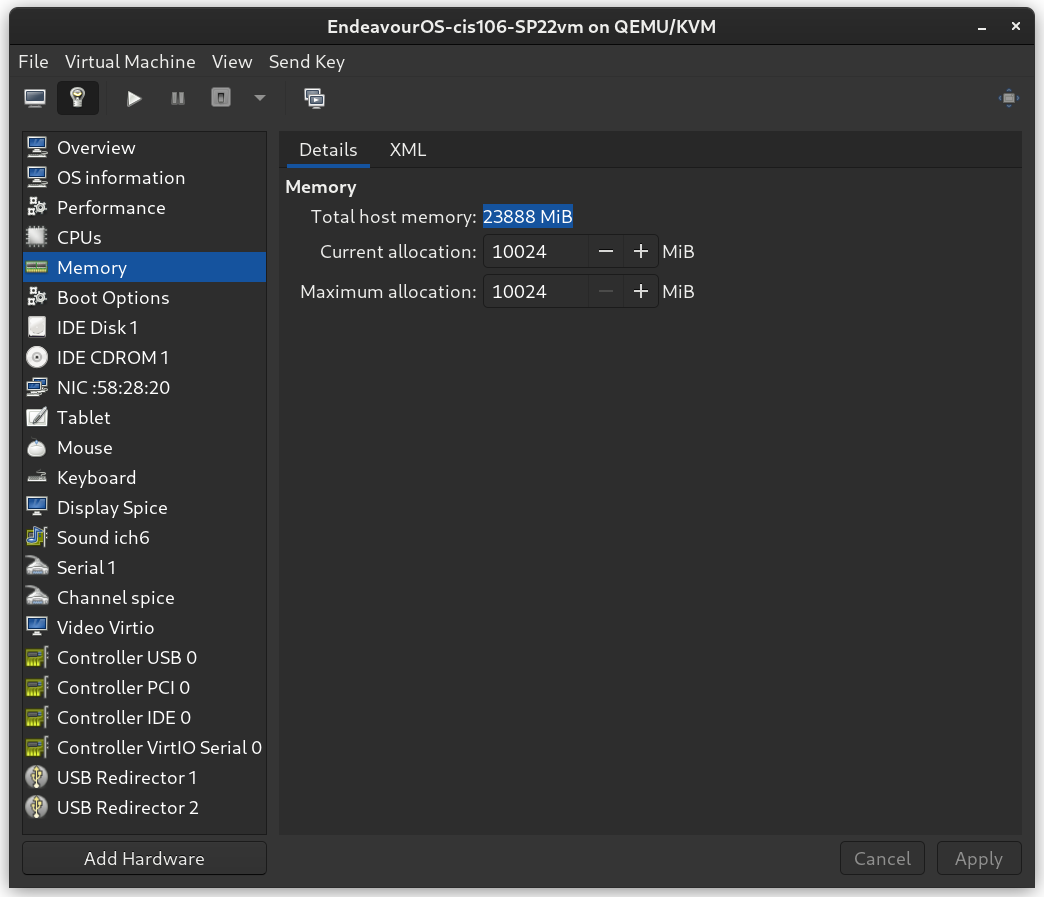 EndeavourOS-cis106-SP22vm on QEMU/KVM
File Virtual Machine View Send Key
Overview
OS information
Performance
CPUs
Memory
Boot Options
IDE Disk 1
IDE CDROM 1
NIC :58:28:20
Tablet
Mouse
Keyboard
Display Spice
Sound ich6
Serial 1
Channel spice
Video Virtio
Controller USB 0
Controller PCI 0
Controller IDE 0
Controller VirtIO Serial 0
USB Redirector 1
USB Redirector 2
Add Hardware
Details XML
Memory
Total host memory: 23888 MiB
Current allocation: 10024 MiB
Maximum allocation: 10024 MiB
Cancel Apply